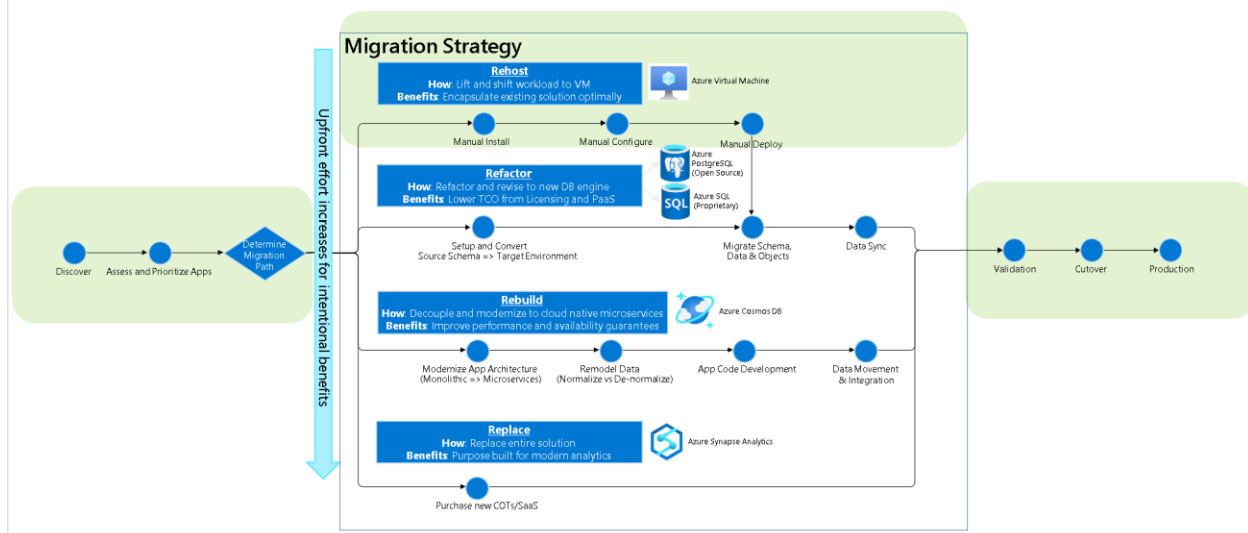 Migration Strategy
Rehost
How: Lift and shift workload to VM
Benefits: Encapsulate existing solution optimally
Azure Virtual Machine
Manual Install
Manual Configure
Manual Deploy
Upfront effort increases for intentional benefits
Refactor
How: Refactor and revise to new DB engine
Benefits: Lower TCO from Licensing and PaaS
Azure
PostgreSQL
(Open Source)
SQL
Azure SQL
(Proprietary)
Discover
Assess and Prioritize Apps
Determine
Migration
Path
Setup and Convert
Source Schema => Target Environment
Migrate Schema,
Data & Objects
Data Sync
Validation
Cutover
Production
Rebuild
How: Decouple and modernize to cloud native microservices
Benefits: Improve performance and availability guarantees
Azure Cosmos DB
Modernize App Architecture
(Monolithic => Microservices)
Remodel Data
(Normalize vs De-normalize)
App Code Development
Data Movement
& Integration
Replace
How: Replace entire solution
Benefits: Purpose built for modern analytics
Azure Synapse Analytics
Purchase new COTs/SaaS